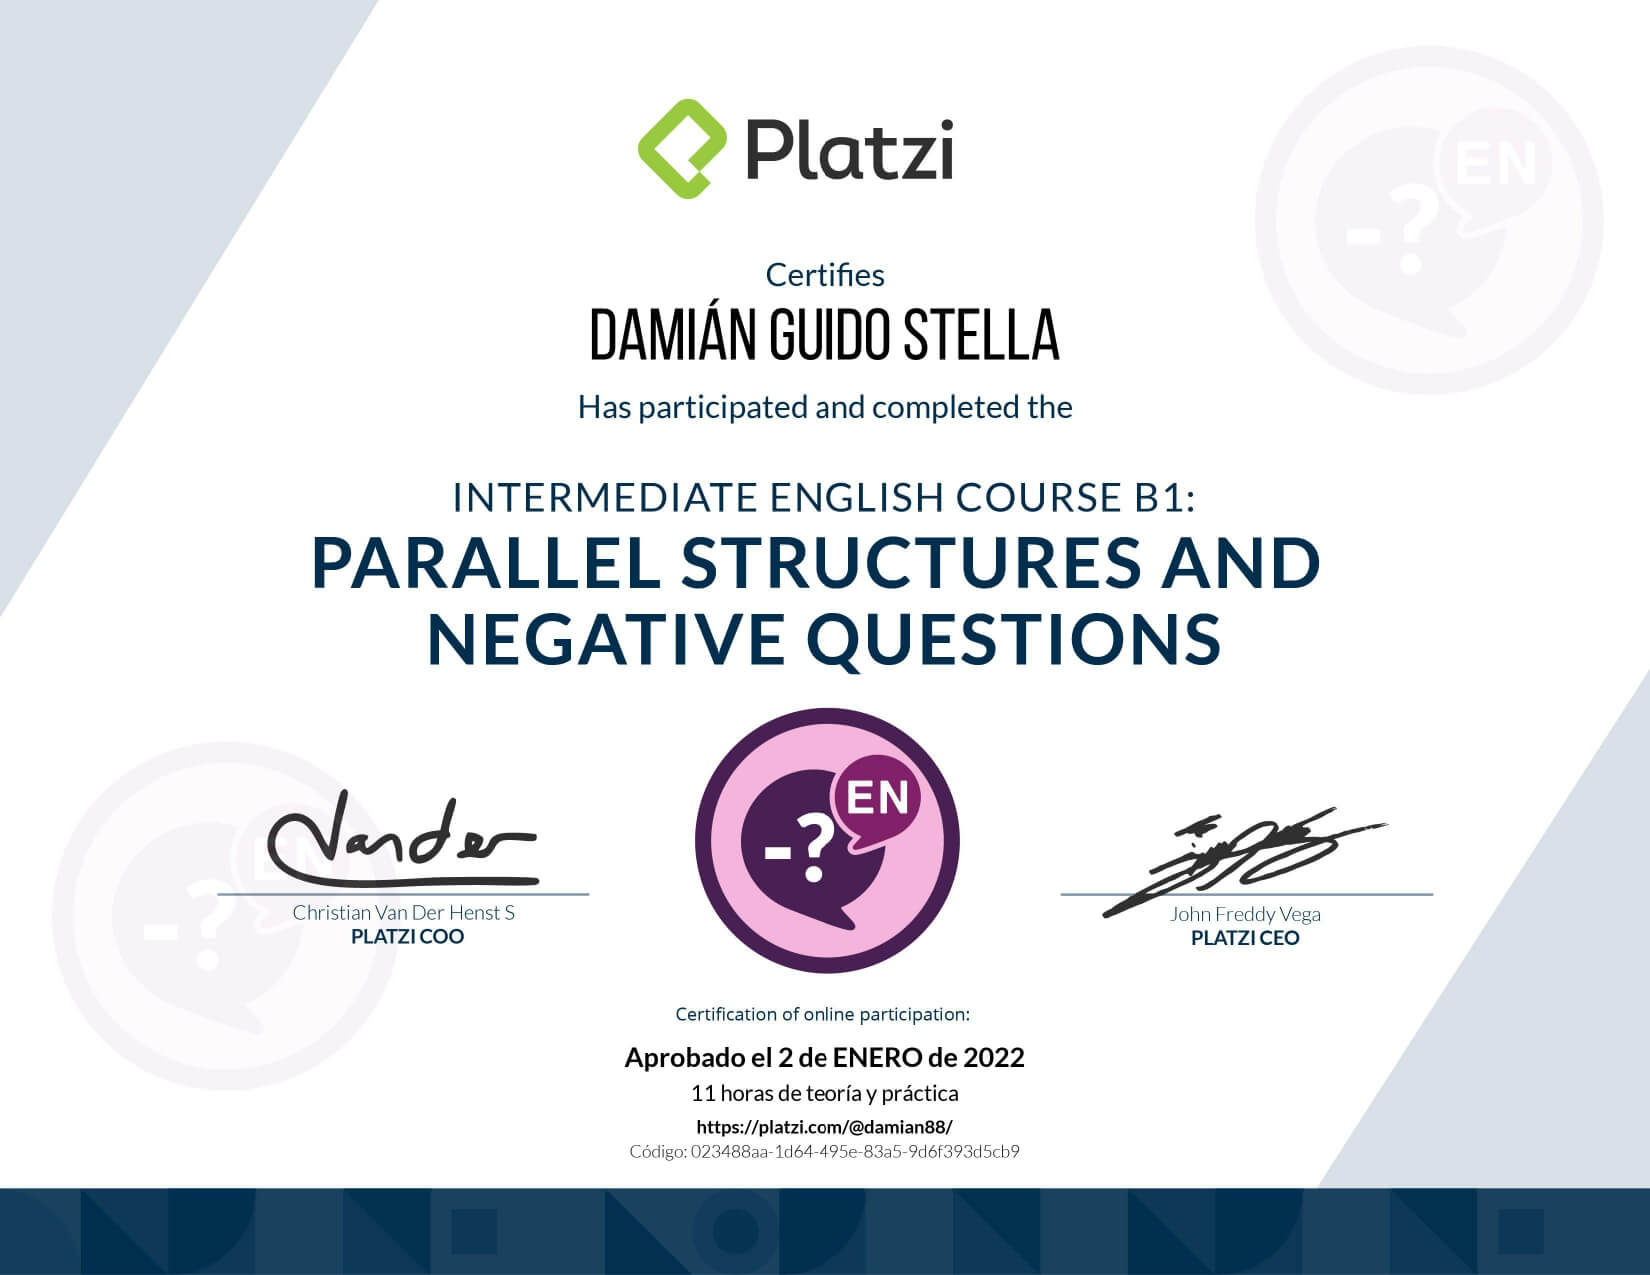 Platzi
EN
-?
Certifies
DAMIÁN GUIDO STELLA
Has participated and completed the
INTERMEDIATE ENGLISH COURSE B1:
PARALLEL STRUCTURES AND
NEGATIVE QUESTIONS
EN
-?
Vander
EN
-?
Christian Van Der Henst S
PLATZI COO
John Freddy Vega
PLATZI CEO
Certification of online participation:
Aprobado el 2 de ENERO de 2022
11 horas de teoría y práctica
https://platzi.com/@damian88/
Código: 023488aa-1d64-495e-83a5-9d6f393d5cb9